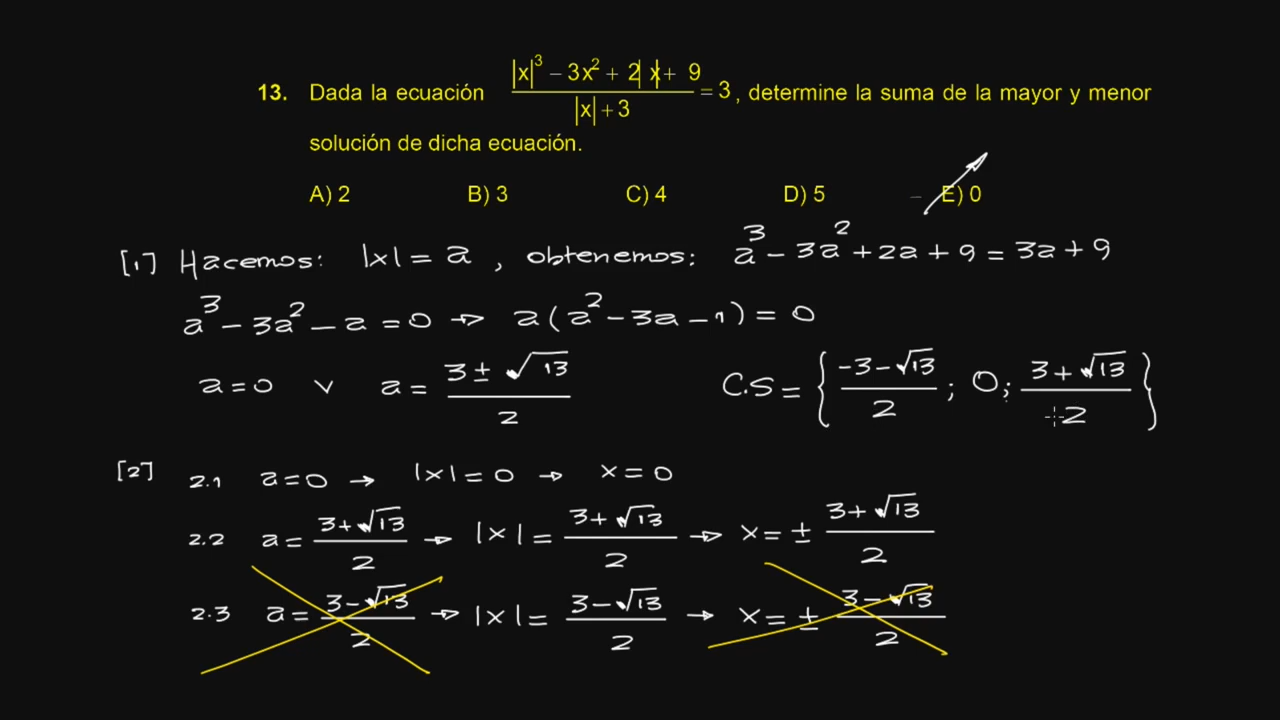 13. Dada la ecuación (|x|³ − 3x² + 2|x| + 9) / (|x| + 3) = 3, determine la suma de la mayor y menor
solución de dicha ecuación.
A) 2 B) 3 C) 4 D) 5 E) 0
[1] Hacemos: |x| = a, obtenemos: a³ − 3a² + 2a + 9 = 3a + 9
a³ − 3a² − a = 0 → a(a² − 3a − 1) = 0
a = 0 ∨ a = (3 ± √13) / 2 C.S = { (−3 − √13) / 2 ; 0; (3 + √13) / 2 }
[2] 2.1 a = 0 → |x| = 0 → x = 0
2.2 a = (3 + √13) / 2 → |x| = (3 + √13) / 2 → x = ± (3 + √13) / 2
2.3 a = (3 − √13) / 2 → |x| = (3 − √13) / 2 → x = ± (3 − √13) / 2